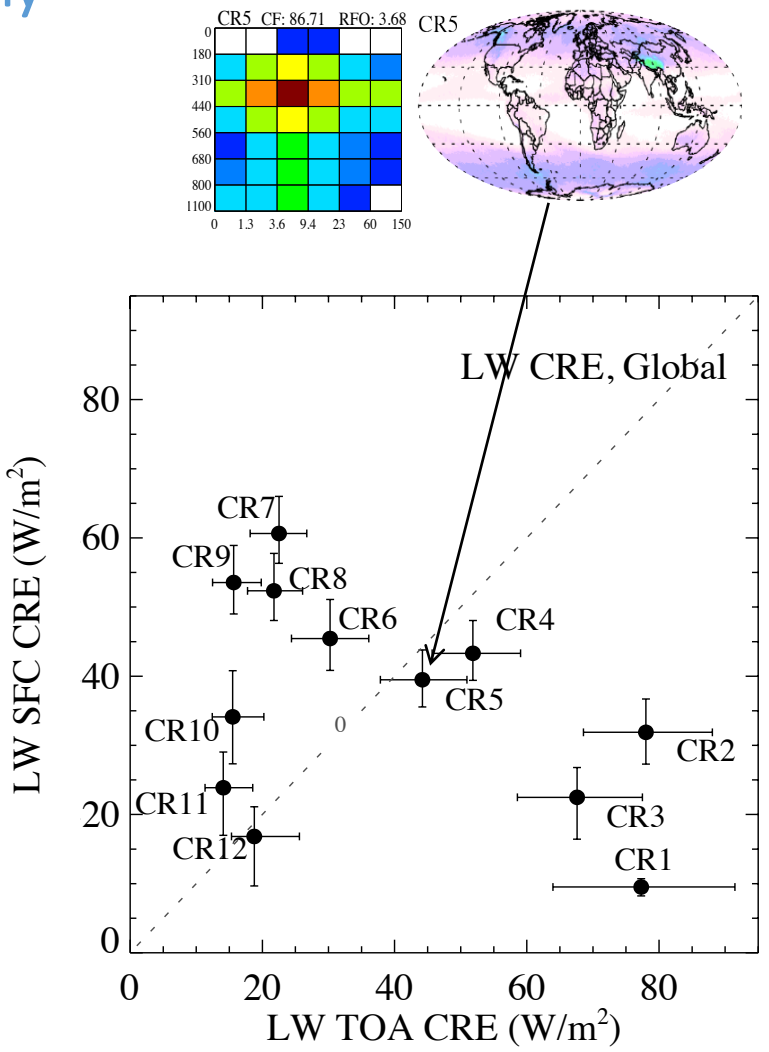 CR5 CF: 86.71 RFO: 3.68
CR5
0
180
310
440
560
680
800
1100
0 1.3 3.6 9.4 23 60 150
LW CRE, Global
80
60
40
20
0
LW SFC CRE (W/m²)
CR7
CR9
CR8
CR6
CR4
CR5
CR10
0
CR2
CR11
CR3
CR12
CR1
0 20 40 60 80
LW TOA CRE (W/m²)